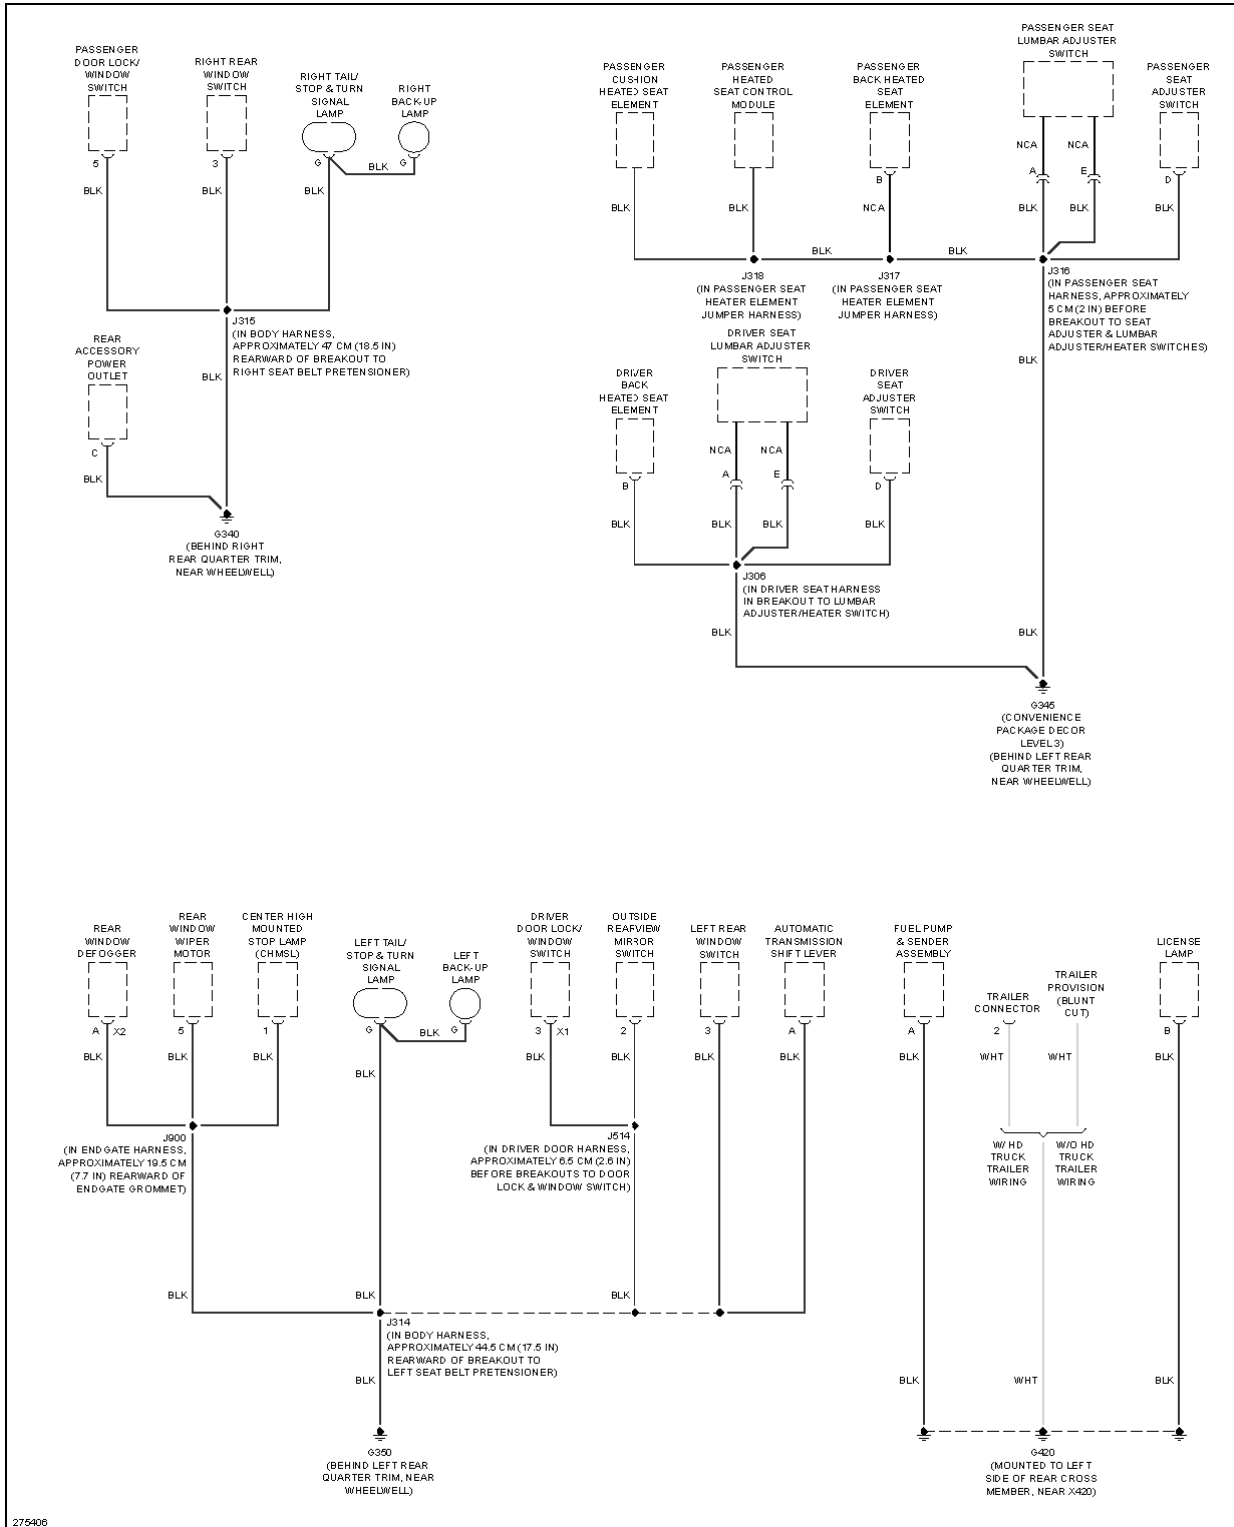 PASSENGER
DOOR LOCK/
WINDOW
SWITCH
RIGHT REAR
WINDOW
SWITCH
RIGHT TAIL/
STOP & TURN
SIGNAL
LAMP
RIGHT
BACK-UP
LAMP
5
3
G
BLK
G
BLK
BLK
BLK
J315
(IN BODY HARNESS,
APPROXIMATELY 47 CM (18.5 IN)
REARWARD OF BREAKOUT TO
RIGHT SEAT BELT PRETENSIONER)
REAR
ACCESSORY
POWER
OUTLET
BLK
C
BLK
G340
(BEHIND RIGHT
REAR QUARTER TRIM,
NEAR WHEELWELL)
PASSENGER
CUSHION
HEATED SEAT
ELEMENT
PASSENGER
HEATED
SEAT CONTROL
MODULE
PASSENGER
BACK HEATED
SEAT
ELEMENT
PASSENGER SEAT
LUMBAR ADJUSTER
SWITCH
PASSENGER
SEAT
ADJUSTER
SWITCH
NCA
NCA
B
A
E
D
BLK
BLK
NCA
BLK
BLK
BLK
BLK
BLK
J318
(IN PASSENGER SEAT
HEATER ELEMENT
JUMPER HARNESS)
J317
(IN PASSENGER SEAT
HEATER ELEMENT
JUMPER HARNESS)
J316
(IN PASSENGER SEAT
HARNESS, APPROXIMATELY
5 CM (2 IN) BEFORE
BREAKOUT TO SEAT
ADJUSTER & LUMBAR
ADJUSTER/HEATER SWITCHES)
BLK
DRIVER
BACK
HEATED SEAT
ELEMENT
DRIVER SEAT
LUMBAR ADJUSTER
SWITCH
DRIVER
SEAT
ADJUSTER
SWITCH
NCA
NCA
B
A
E
D
BLK
BLK
BLK
BLK
J306
(IN DRIVER SEAT HARNESS
IN BREAKOUT TO LUMBAR
ADJUSTER/HEATER SWITCH)
BLK
BLK
G345
(CONVENIENCE
PACKAGE DECOR
LEVEL 3)
(BEHIND LEFT REAR
QUARTER TRIM,
NEAR WHEELWELL)
REAR
WINDOW
DEFOGGER
REAR
WINDOW
WIPER
MOTOR
CENTER HIGH
MOUNTED
STOP LAMP
(CHMSL)
LEFT TAIL/
STOP & TURN
SIGNAL
LAMP
LEFT
BACK-UP
LAMP
DRIVER
DOOR LOCK/
WINDOW
SWITCH
OUTSIDE
REARVIEW
MIRROR
SWITCH
LEFT REAR
WINDOW
SWITCH
AUTOMATIC
TRANSMISSION
SHIFT LEVER
FUEL PUMP
& SENDER
ASSEMBLY
TRAILER
CONNECTOR
TRAILER
PROVISION
(BLUNT
CUT)
LICENSE
LAMP
A X2
5
1
G
BLK
G
3 X1
2
3
A
A
2
B
BLK
BLK
BLK
BLK
BLK
BLK
BLK
BLK
BLK
WHT
WHT
BLK
J900
(IN ENDGATE HARNESS,
APPROXIMATELY 19.5 CM
(7.7 IN) REARWARD OF
ENDGATE GROMMET)
J514
(IN DRIVER DOOR HARNESS,
APPROXIMATELY 6.5 CM (2.6 IN)
BEFORE BREAKOUTS TO DOOR
LOCK & WINDOW SWITCH)
W/ HD
TRUCK
TRAILER
WIRING
W/O HD
TRUCK
TRAILER
WIRING
BLK
BLK
BLK
J314
(IN BODY HARNESS,
APPROXIMATELY 44.5 CM (17.5 IN)
REARWARD OF BREAKOUT TO
LEFT SEAT BELT PRETENSIONER)
BLK
BLK
WHT
BLK
G350
(BEHIND LEFT REAR
QUARTER TRIM, NEAR
WHEELWELL)
G420
(MOUNTED TO LEFT
SIDE OF REAR CROSS
MEMBER, NEAR X420)
275406